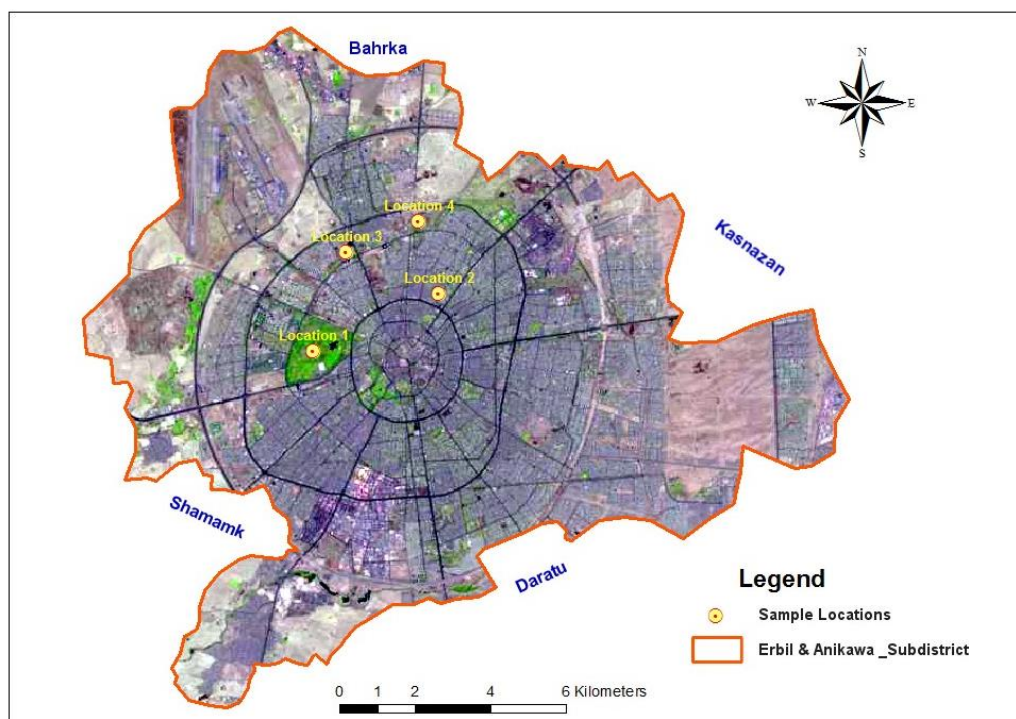 Bahrka
N
W E
S
Location 4
Kasnazan
Location 3
Location 2
Location 1
Shamamk
Daratu
Legend
Sample Locations
Erbil & Anikawa _Subdistrict
0 1 2 4 6 Kilometers